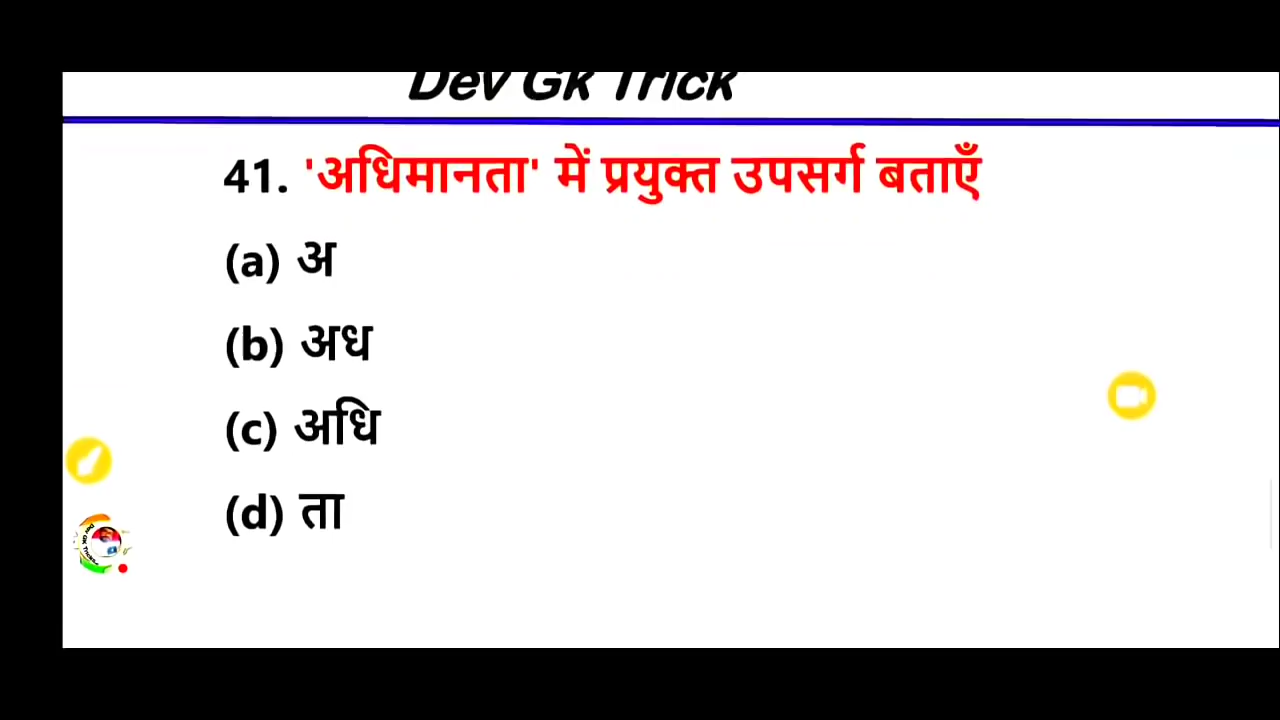 Dev Gk Trick
41. 'अधिमानता' में प्रयुक्त उपसर्ग बताएँ
(a) अ
(b) अध
(c) अधि
(d) ता